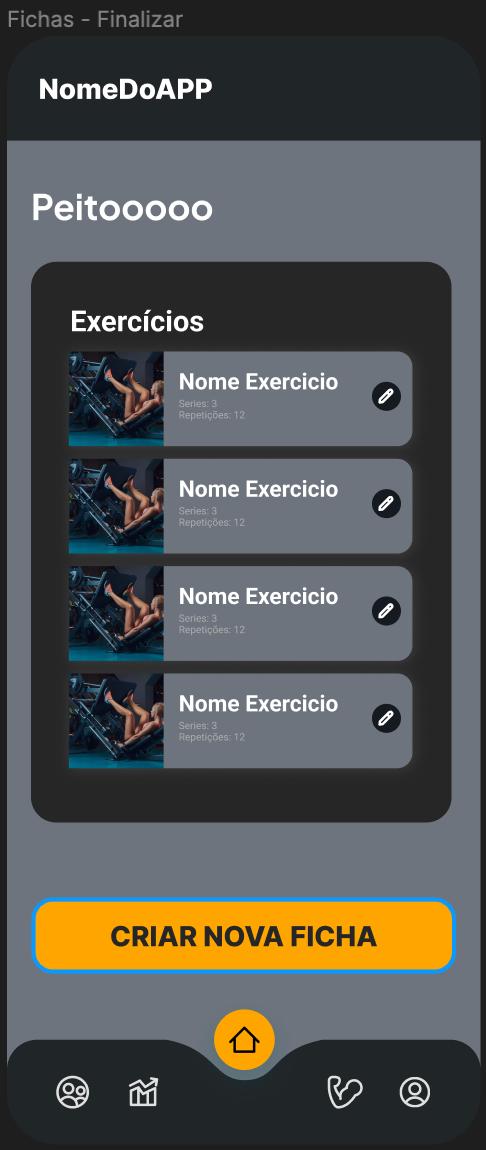 Fichas - Finalizar
NomeDoAPP
Peitooooo
Exercícios
Nome Exercicio
Series: 3
Repetições: 12
Nome Exercicio
Series: 3
Repetições: 12
Nome Exercicio
Series: 3
Repetições: 12
Nome Exercicio
Series: 3
Repetições: 12
CRIAR NOVA FICHA